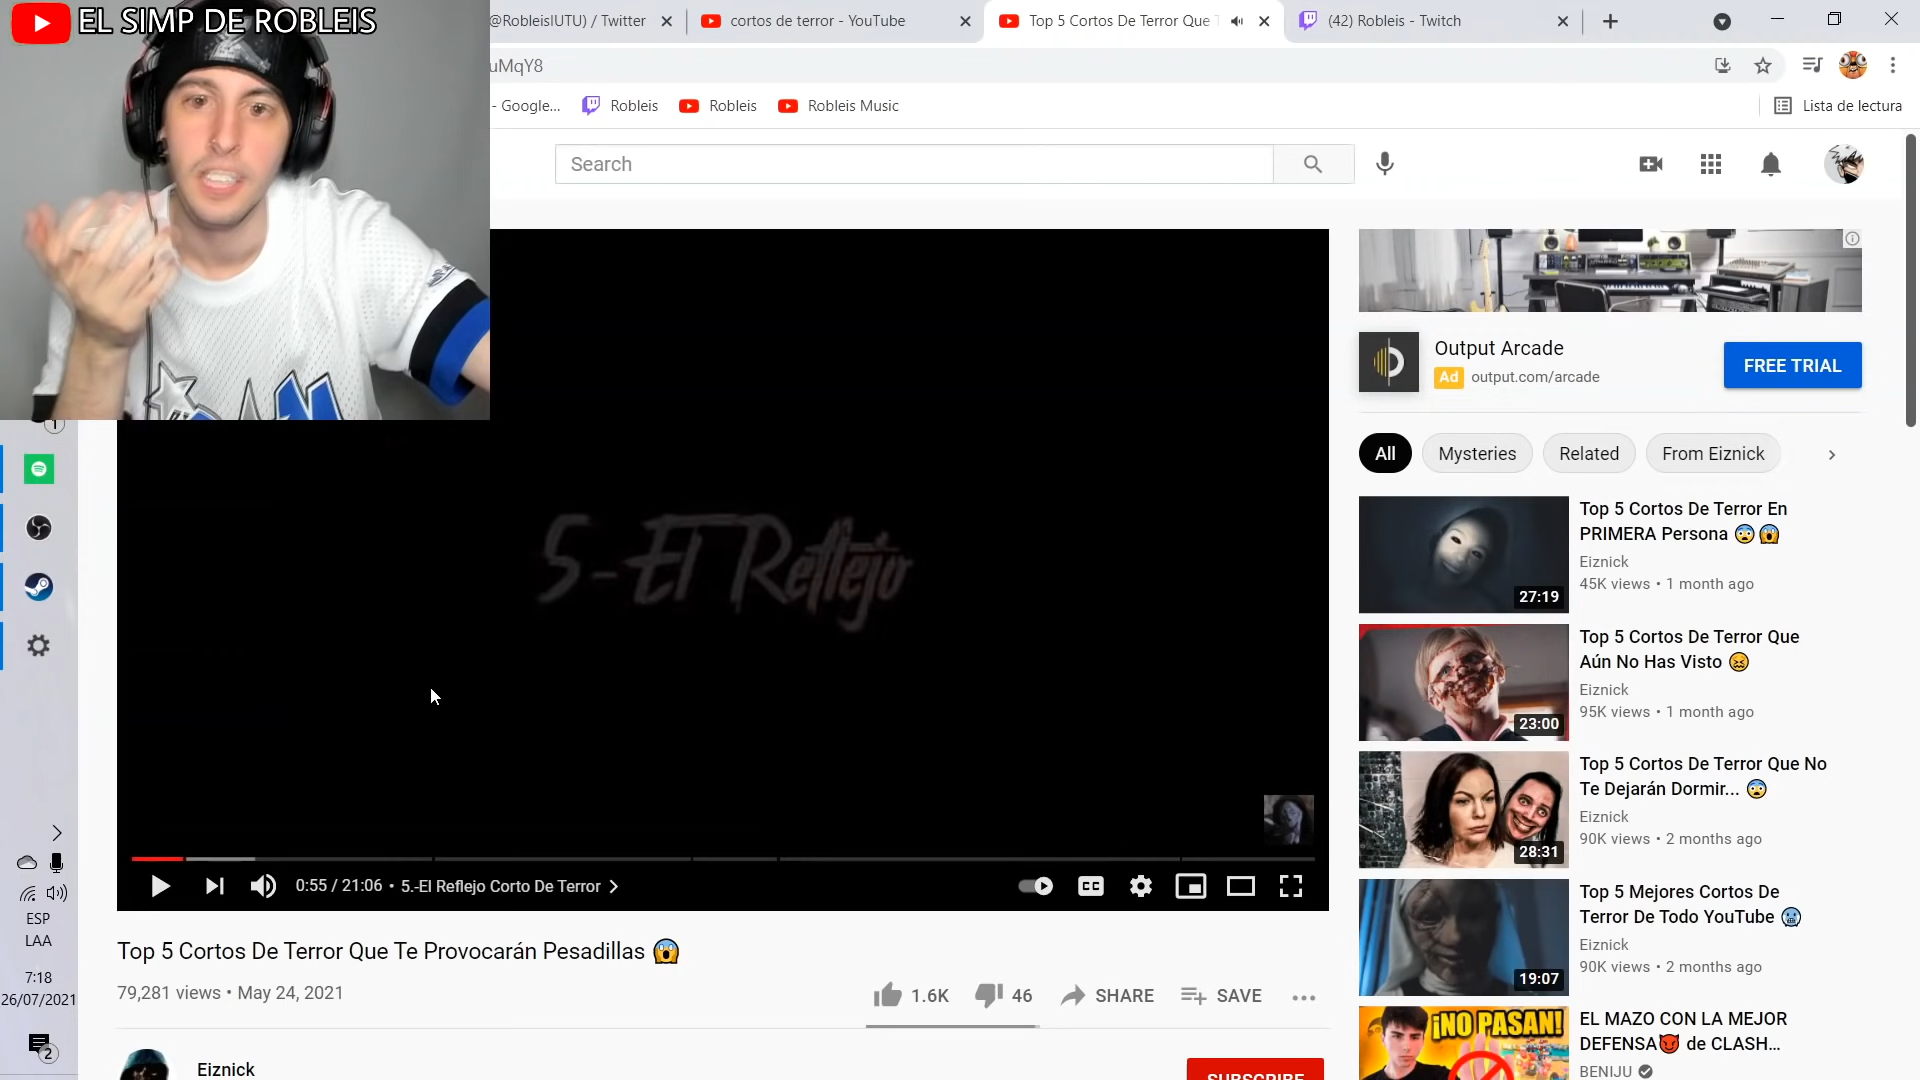 EL SIMP DE ROBLEIS
@RobleisIUTU) / Twitter
cortos de terror - YouTube
Top 5 Cortos De Terror Que
(42) Robleis - Twitch
uMqY8
- Google...
Robleis
Robleis
Robleis Music
Lista de lectura
Search
Output Arcade
Ad output.com/arcade
FREE TRIAL
All
Mysteries
Related
From Eiznick
5-El Reflejo
Top 5 Cortos De Terror En
PRIMERA Persona 😨😱
Eiznick
45K views • 1 month ago
27:19
Top 5 Cortos De Terror Que
Aún No Has Visto 😖
Eiznick
95K views • 1 month ago
23:00
Top 5 Cortos De Terror Que No
Te Dejarán Dormir... 😨
Eiznick
90K views • 2 months ago
28:31
Top 5 Mejores Cortos De
Terror De Todo YouTube 🥶
Eiznick
90K views • 2 months ago
19:07
¡NO PASAN!
EL MAZO CON LA MEJOR
DEFENSA😈 de CLASH...
BENIJU
0:55 / 21:06 • 5.-El Reflejo Corto De Terror
CC
Top 5 Cortos De Terror Que Te Provocarán Pesadillas 😱
79,281 views • May 24, 2021
1.6K
46
SHARE
SAVE
Eiznick
SUBSCRIBE
1
ESP
LAA
7:18
26/07/2021
2